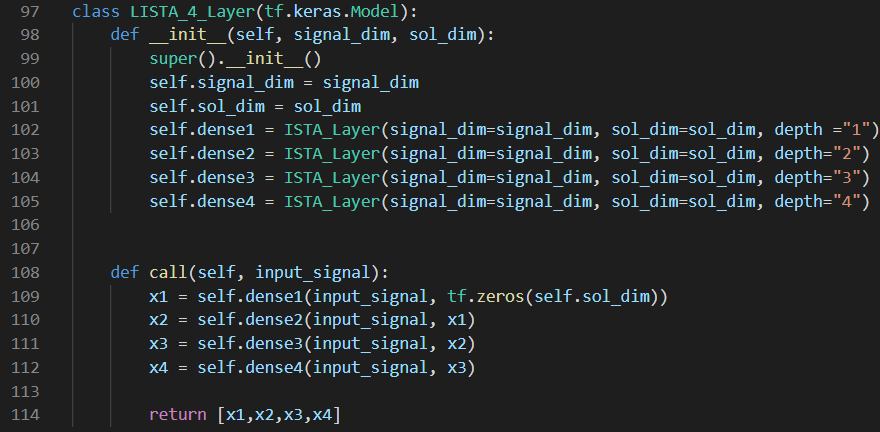 97 class LISTA_4_Layer(tf.keras.Model):
98     def __init__(self, signal_dim, sol_dim):
99         super().__init__()
100         self.signal_dim = signal_dim
101         self.sol_dim = sol_dim
102         self.dense1 = ISTA_Layer(signal_dim=signal_dim, sol_dim=sol_dim, depth ="1")
103         self.dense2 = ISTA_Layer(signal_dim=signal_dim, sol_dim=sol_dim, depth="2")
104         self.dense3 = ISTA_Layer(signal_dim=signal_dim, sol_dim=sol_dim, depth="3")
105         self.dense4 = ISTA_Layer(signal_dim=signal_dim, sol_dim=sol_dim, depth="4")
106
107
108     def call(self, input_signal):
109         x1 = self.dense1(input_signal, tf.zeros(self.sol_dim))
110         x2 = self.dense2(input_signal, x1)
111         x3 = self.dense3(input_signal, x2)
112         x4 = self.dense4(input_signal, x3)
113
114         return [x1,x2,x3,x4]